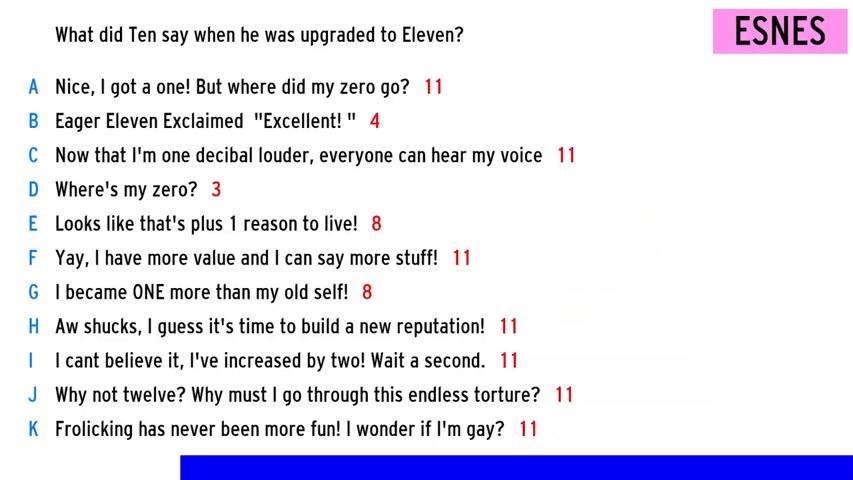 What did Ten say when he was upgraded to Eleven?
ESNES
A Nice, I got a one! But where did my zero go? 11
B Eager Eleven Exclaimed "Excellent! " 4
C Now that I'm one decibal louder, everyone can hear my voice 11
D Where's my zero? 3
E Looks like that's plus 1 reason to live! 8
F Yay, I have more value and I can say more stuff! 11
G I became ONE more than my old self! 8
H Aw shucks, I guess it's time to build a new reputation! 11
I I cant believe it, I've increased by two! Wait a second. 11
J Why not twelve? Why must I go through this endless torture? 11
K Frolicking has never been more fun! I wonder if I'm gay? 11